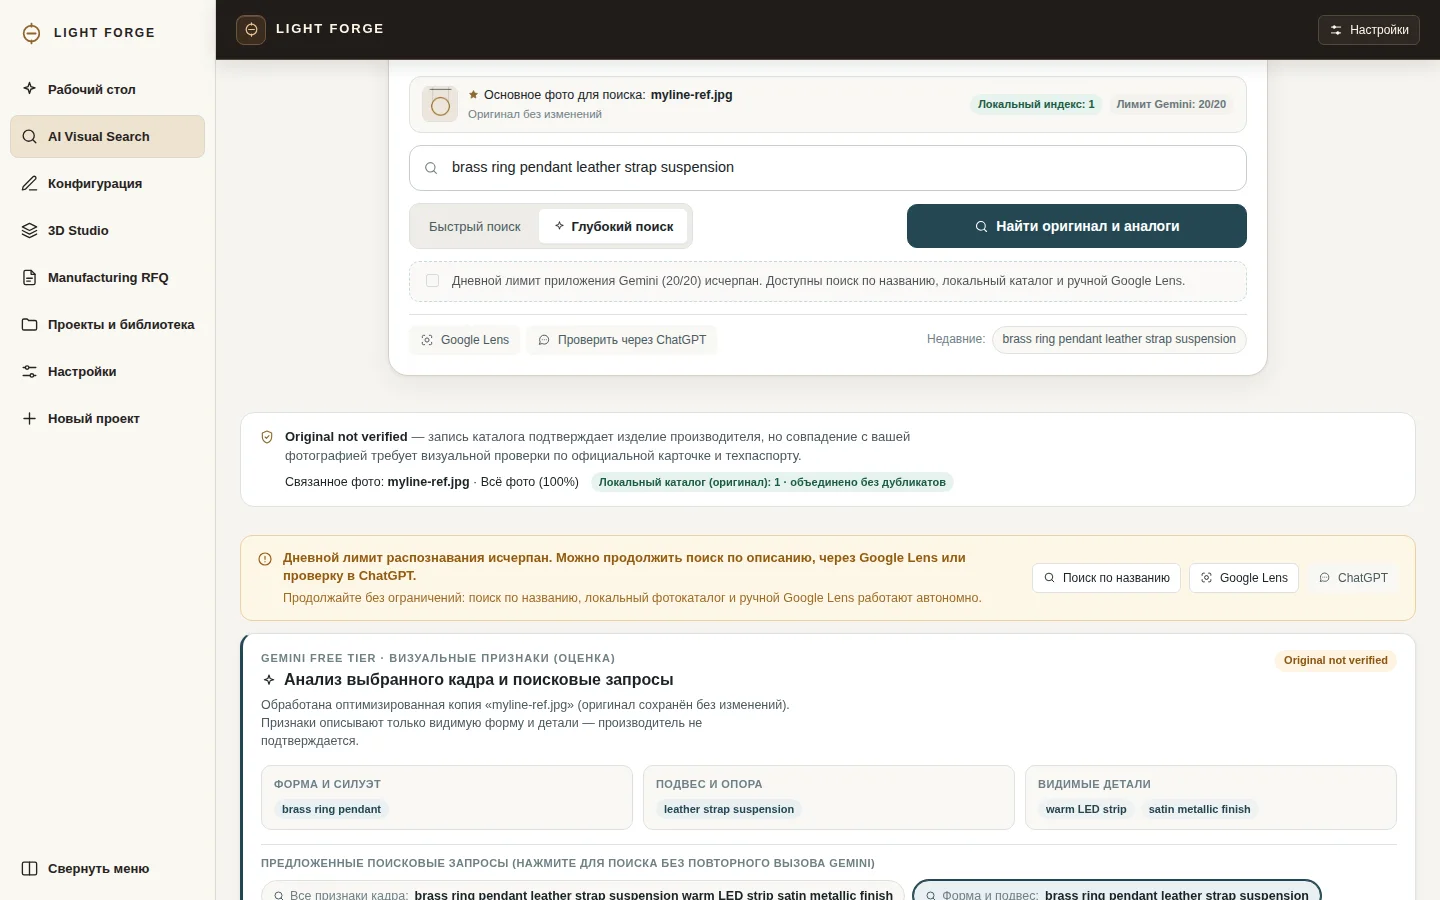 LIGHT FORGE
Рабочий стол
AI Visual Search
Конфигурация
3D Studio
Manufacturing RFQ
Проекты и библиотека
Настройки
Новый проект
Свернуть меню
LIGHT FORGE
Настройки
Основное фото для поиска: myline-ref.jpg
Оригинал без изменений
Локальный индекс: 1
Лимит Gemini: 20/20
brass ring pendant leather strap suspension
Быстрый поиск
Глубокий поиск
Найти оригинал и аналоги
Дневной лимит приложения Gemini (20/20) исчерпан. Доступны поиск по названию, локальный каталог и ручной Google Lens.
Google Lens
Проверить через ChatGPT
Недавние: brass ring pendant leather strap suspension
Original not verified — запись каталога подтверждает изделие производителя, но совпадение с вашей
фотографией требует визуальной проверки по официальной карточке и техпаспорту.
Связанное фото: myline-ref.jpg · Всё фото (100%)
Локальный каталог (оригинал): 1 · объединено без дубликатов
Дневной лимит распознавания исчерпан. Можно продолжить поиск по описанию, через Google Lens или
проверку в ChatGPT.
Продолжайте без ограничений: поиск по названию, локальный фотокаталог и ручной Google Lens работают автономно.
Поиск по названию
Google Lens
ChatGPT
GEMINI FREE TIER · ВИЗУАЛЬНЫЕ ПРИЗНАКИ (ОЦЕНКА)
Original not verified
Анализ выбранного кадра и поисковые запросы
Обработана оптимизированная копия «myline-ref.jpg» (оригинал сохранён без изменений).
Признаки описывают только видимую форму и детали — производитель не
подтверждается.
ФОРМА И СИЛУЭТ
brass ring pendant
ПОДВЕС И ОПОРА
leather strap suspension
ВИДИМЫЕ ДЕТАЛИ
warm LED strip
satin metallic finish
ПРЕДЛОЖЕННЫЕ ПОИСКОВЫЕ ЗАПРОСЫ (НАЖМИТЕ ДЛЯ ПОИСКА БЕЗ ПОВТОРНОГО ВЫЗОВА GEMINI)
Все признаки кадра: brass ring pendant leather strap suspension warm LED strip satin metallic finish
Форма и подвес: brass ring pendant leather strap suspension